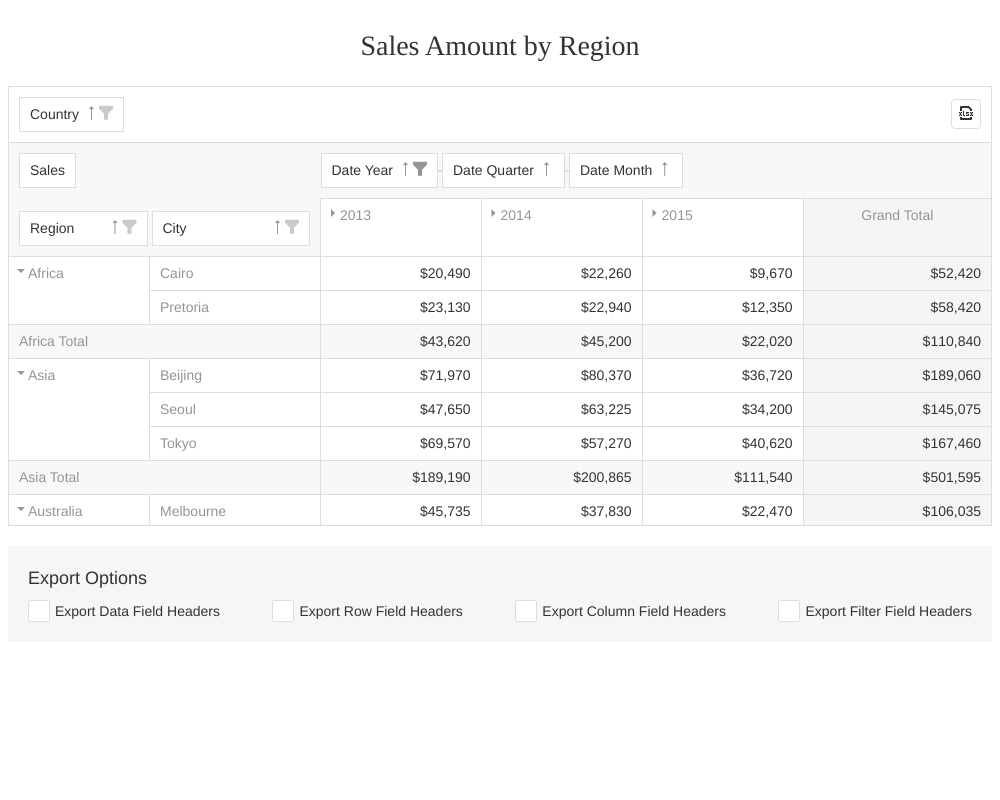 Sales Amount by Region
Country
xlsx
Sales
Date Year Date Quarter Date Month
Region City
2013 2014 2015 Grand Total
Africa Cairo $20,490 $22,260 $9,670 $52,420
Pretoria $23,130 $22,940 $12,350 $58,420
Africa Total $43,620 $45,200 $22,020 $110,840
Asia Beijing $71,970 $80,370 $36,720 $189,060
Seoul $47,650 $63,225 $34,200 $145,075
Tokyo $69,570 $57,270 $40,620 $167,460
Asia Total $189,190 $200,865 $111,540 $501,595
Australia Melbourne $45,735 $37,830 $22,470 $106,035
Export Options
Export Data Field Headers Export Row Field Headers Export Column Field Headers Export Filter Field Headers